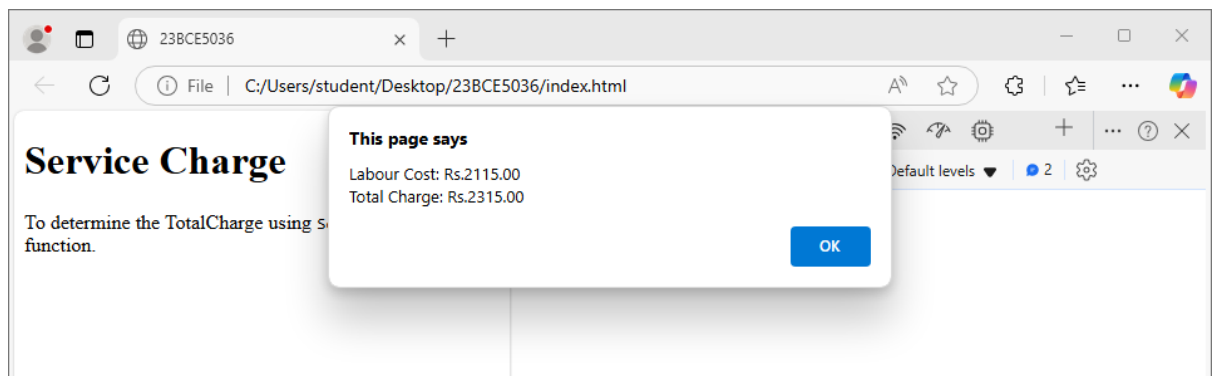 23BCE5036
File | C:/Users/student/Desktop/23BCE5036/index.html
This page says
Labour Cost: Rs.2115.00
Total Charge: Rs.2315.00
OK
Default levels
2
Service Charge
To determine the TotalCharge using
function.